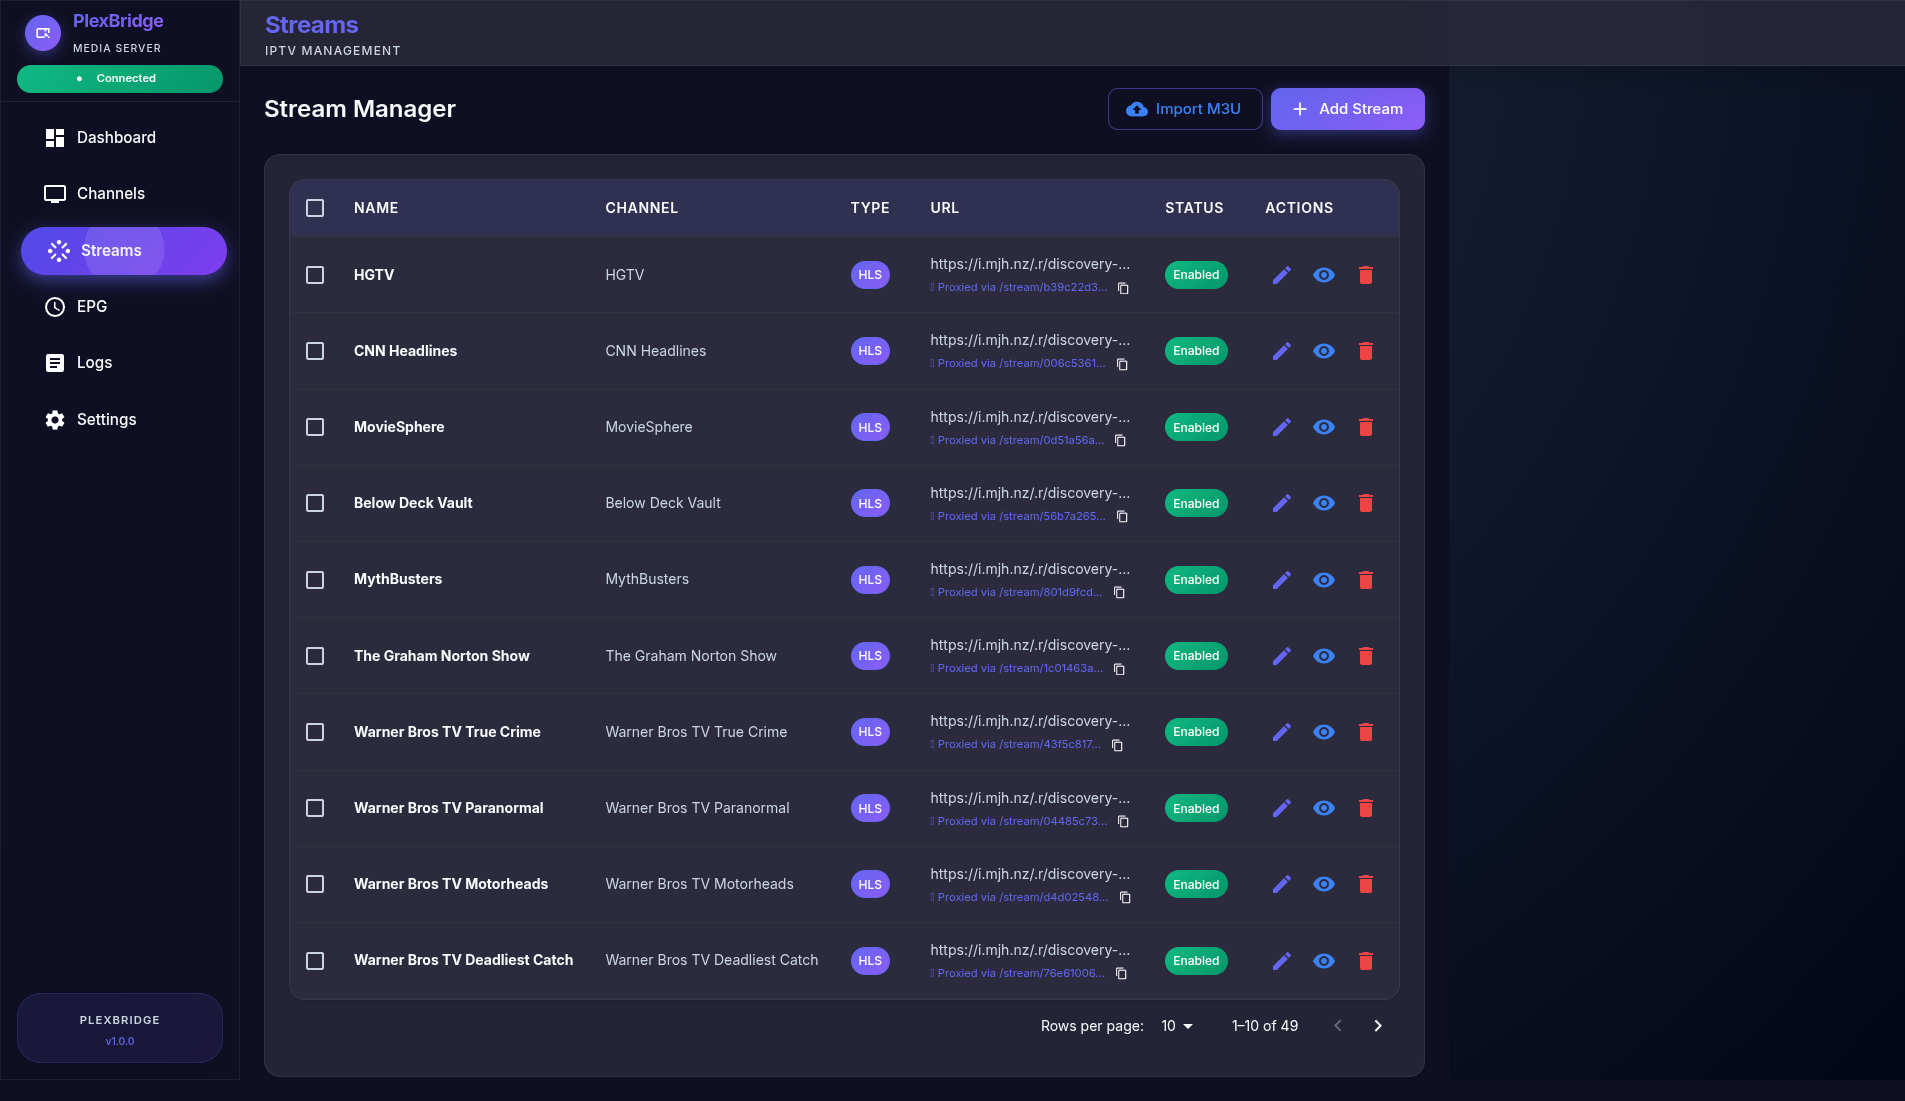 PlexBridge
MEDIA SERVER
Connected
Dashboard
Channels
Streams
EPG
Logs
Settings
PLEXBRIDGE
v1.0.0
Streams
IPTV MANAGEMENT
Stream Manager
Import M3U
Add Stream
NAME CHANNEL TYPE URL STATUS ACTIONS
HGTV HGTV HLS https://i.mjh.nz/.r/discovery-... Enabled
Proxied via /stream/b39c22d3...
CNN Headlines CNN Headlines HLS https://i.mjh.nz/.r/discovery-... Enabled
Proxied via /stream/006c5361...
MovieSphere MovieSphere HLS https://i.mjh.nz/.r/discovery-... Enabled
Proxied via /stream/0d51a56a...
Below Deck Vault Below Deck Vault HLS https://i.mjh.nz/.r/discovery-... Enabled
Proxied via /stream/56b7a265...
MythBusters MythBusters HLS https://i.mjh.nz/.r/discovery-... Enabled
Proxied via /stream/801d9fcd...
The Graham Norton Show The Graham Norton Show HLS https://i.mjh.nz/.r/discovery-... Enabled
Proxied via /stream/1c01463a...
Warner Bros TV True Crime Warner Bros TV True Crime HLS https://i.mjh.nz/.r/discovery-... Enabled
Proxied via /stream/43f5c817...
Warner Bros TV Paranormal Warner Bros TV Paranormal HLS https://i.mjh.nz/.r/discovery-... Enabled
Proxied via /stream/04485c73...
Warner Bros TV Motorheads Warner Bros TV Motorheads HLS https://i.mjh.nz/.r/discovery-... Enabled
Proxied via /stream/d4d02548...
Warner Bros TV Deadliest Catch Warner Bros TV Deadliest Catch HLS https://i.mjh.nz/.r/discovery-... Enabled
Proxied via /stream/76e61006...
Rows per page: 10 1–10 of 49